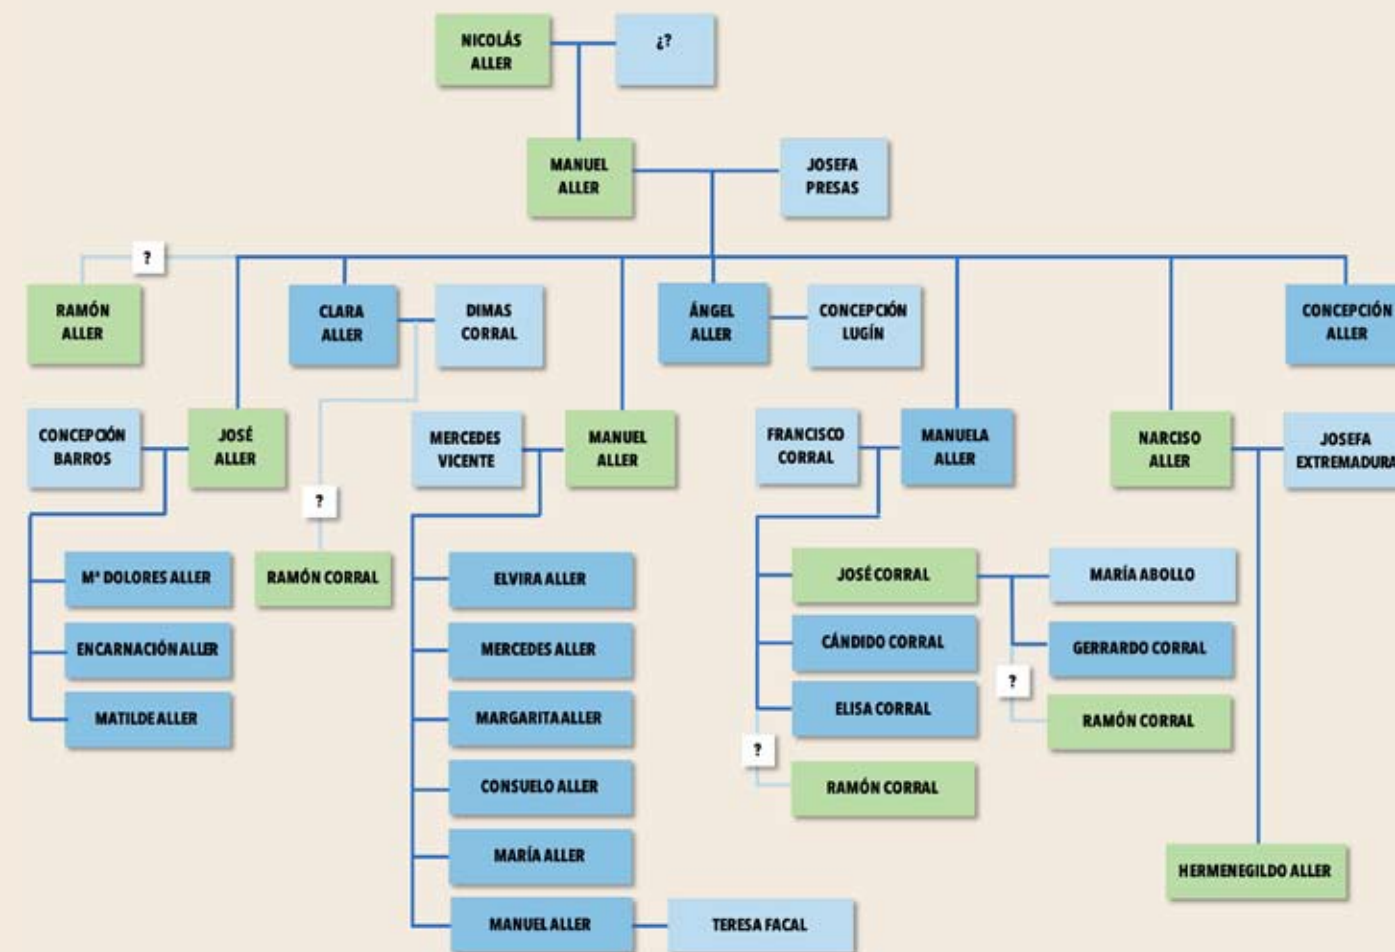 NICOLÁS
ALLER
¿?
MANUEL
ALLER
JOSEFA
PRESAS
?
RAMÓN
ALLER
CLARA
ALLER
DIMAS
CORRAL
ÁNGEL
ALLER
CONCEPCIÓN
LUGÍN
CONCEPCIÓN
ALLER
CONCEPCIÓN
BARROS
JOSÉ
ALLER
MERCEDES
VICENTE
MANUEL
ALLER
FRANCISCO
CORRAL
MANUELA
ALLER
NARCISO
ALLER
JOSEFA
EXTREMADURA
?
Mª DOLORES ALLER
ENCARNACIÓN ALLER
MATILDE ALLER
RAMÓN CORRAL
ELVIRA ALLER
MERCEDES ALLER
MARGARITA ALLER
CONSUELO ALLER
MARÍA ALLER
MANUEL ALLER
TERESA FACAL
JOSÉ CORRAL
CÁNDIDO CORRAL
ELISA CORRAL
?
RAMÓN CORRAL
MARÍA ABOLLO
GERRARDO CORRAL
?
RAMÓN CORRAL
HERMENEGILDO ALLER